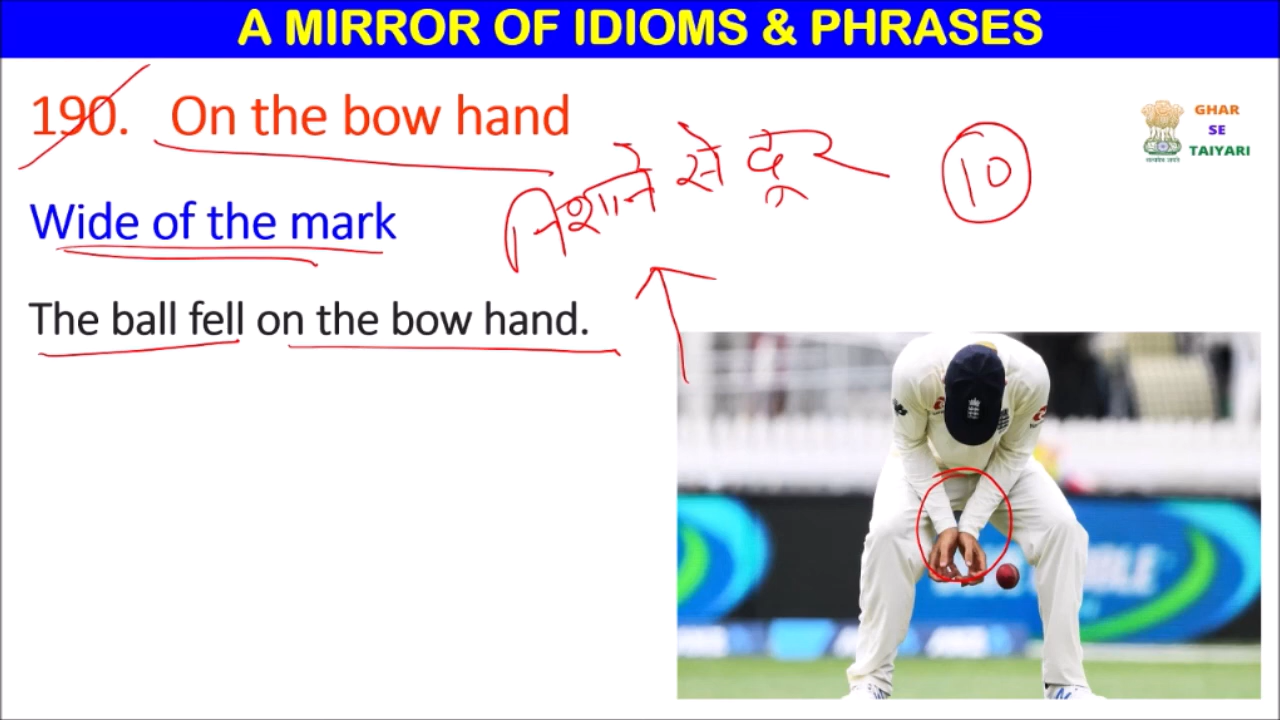 A MIRROR OF IDIOMS & PHRASES
190. On the bow hand
GHAR
SE
TAIYARI
निशाने से दूर
10
Wide of the mark
The ball fell on the bow hand.